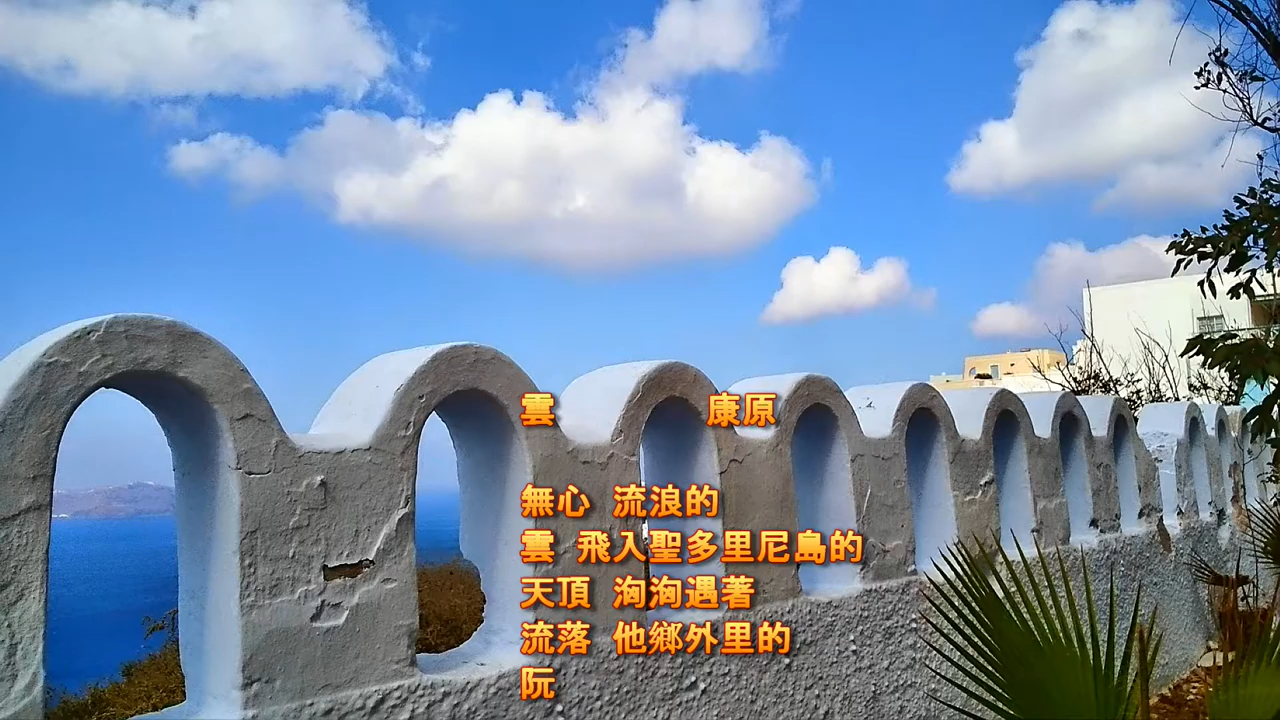 雲 康原
無心 流浪的
雲 飛入聖多里尼島的
天頂 洶洶遇著
流落 他鄉外里的
阮